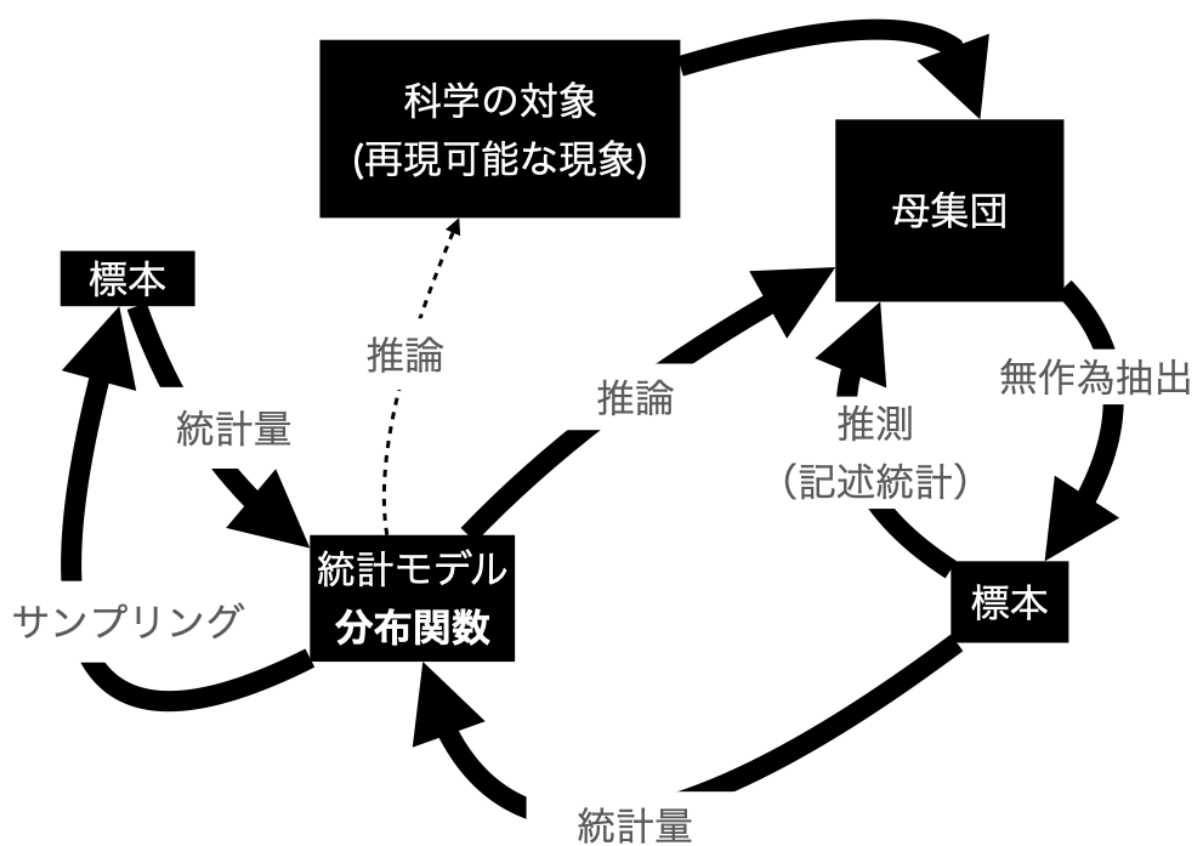 科学の対象
(再現可能な現象)
母集団
標本
推論
推論
無作為抽出
統計量
推測
（記述統計）
統計モデル
分布関数
標本
サンプリング
統計量